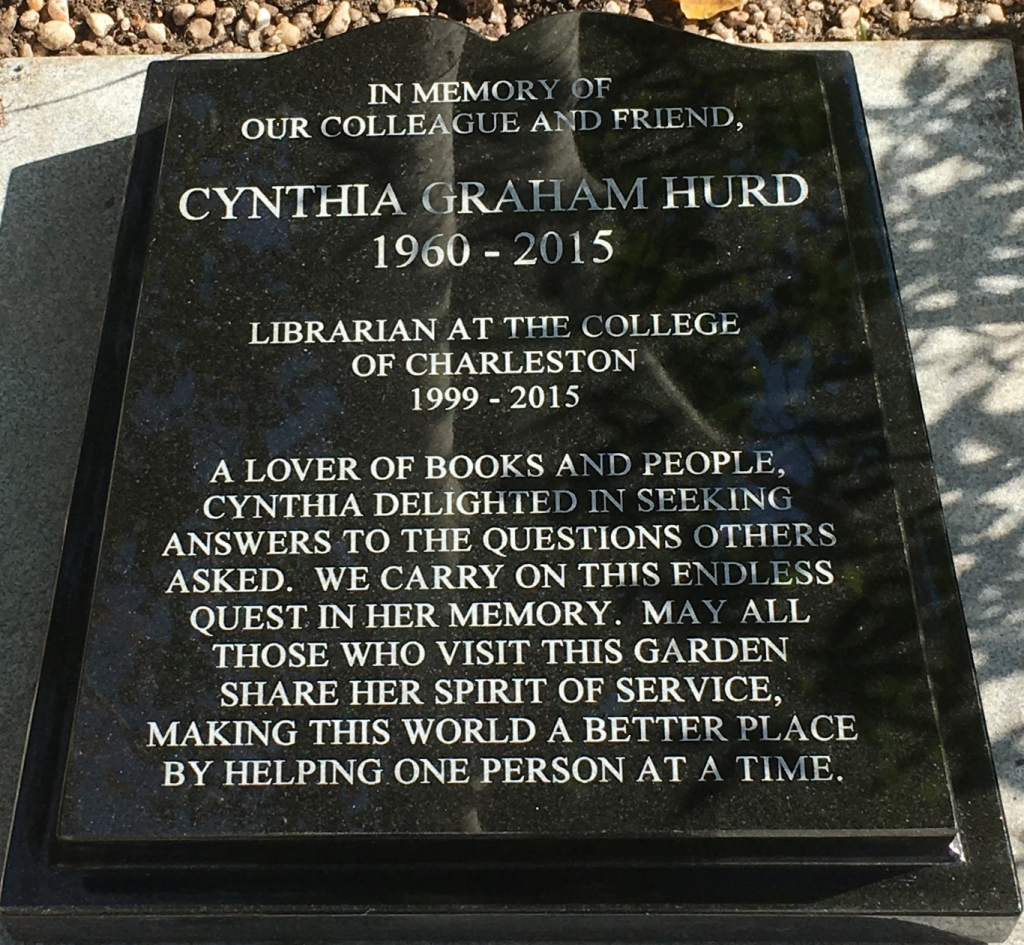 IN MEMORY OF
OUR COLLEAGUE AND FRIEND,
CYNTHIA GRAHAM HURD
1960 - 2015
LIBRARIAN AT THE COLLEGE
OF CHARLESTON
1999 - 2015
A LOVER OF BOOKS AND PEOPLE,
CYNTHIA DELIGHTED IN SEEKING
ANSWERS TO THE QUESTIONS OTHERS
ASKED. WE CARRY ON THIS ENDLESS
QUEST IN HER MEMORY. MAY ALL
THOSE WHO VISIT THIS GARDEN
SHARE HER SPIRIT OF SERVICE,
MAKING THIS WORLD A BETTER PLACE
BY HELPING ONE PERSON AT A TIME.